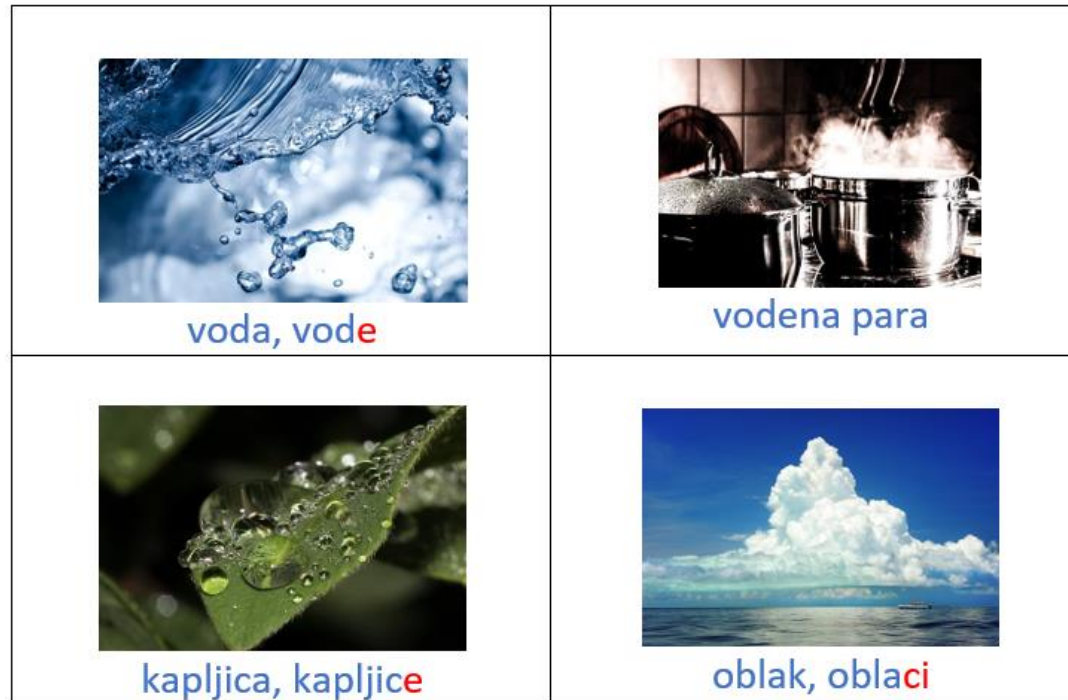 voda, vode
vodena para
kapljica, kapljice
oblak, oblaci